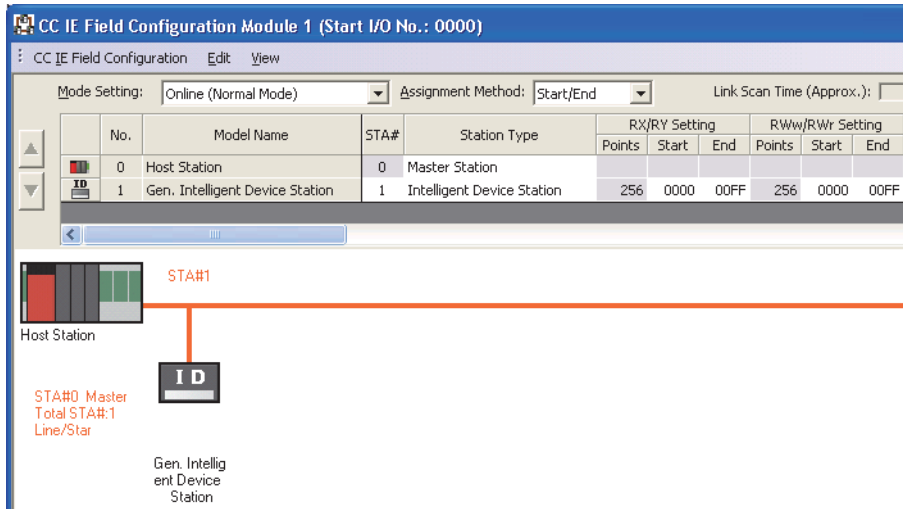 CC IE Field Configuration Module 1 (Start I/O No.: 0000)
CC IE Field Configuration Edit View
Mode Setting: Online (Normal Mode) Assignment Method: Start/End Link Scan Time (Approx.):
No. Model Name STA# Station Type RX/RY Setting RWw/RWr Setting
Points Start End Points Start End
0 Host Station 0 Master Station
ID 1 Gen. Intelligent Device Station 1 Intelligent Device Station 256 0000 00FF 256 0000 00FF
STA#1
Host Station
I D
STA#0 Master
Total STA#:1
Line/Star
Gen. Intellig
ent Device
Station